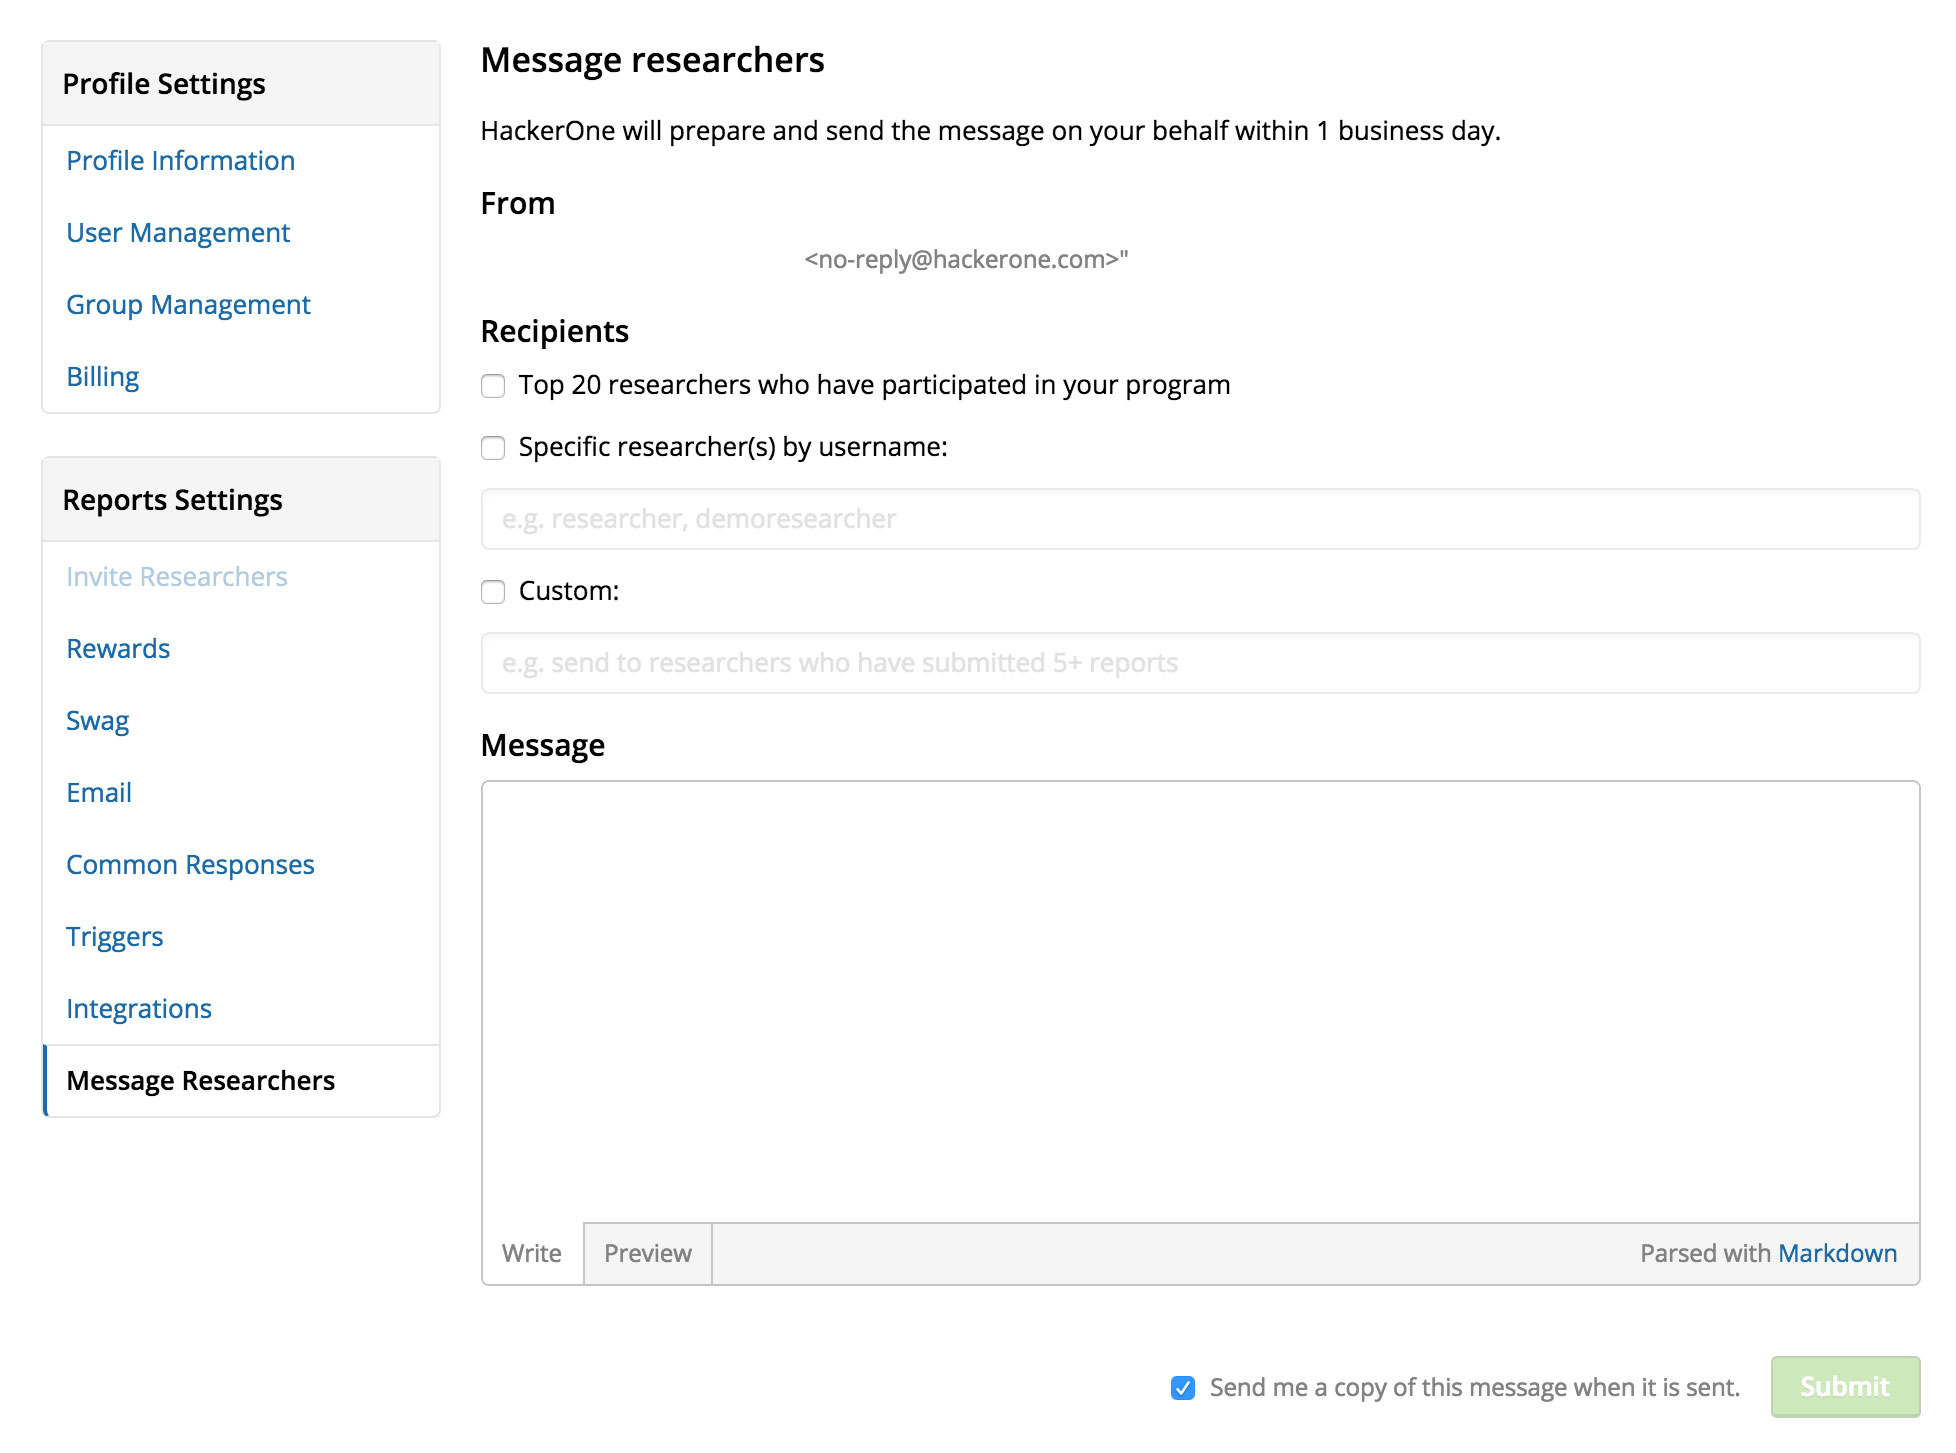 Profile Settings
Profile Information
User Management
Group Management
Billing
Reports Settings
Invite Researchers
Rewards
Swag
Email
Common Responses
Triggers
Integrations
Message Researchers
Message researchers
HackerOne will prepare and send the message on your behalf within 1 business day.
From
<no-reply@hackerone.com>"
Recipients
Top 20 researchers who have participated in your program
Specific researcher(s) by username:
e.g. researcher, demoresearcher
Custom:
e.g. send to researchers who have submitted 5+ reports
Message
Write Preview Parsed with Markdown
Send me a copy of this message when it is sent. Submit